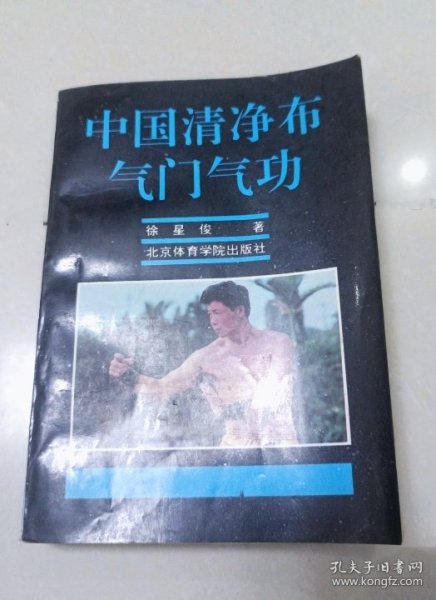 中国清净布
气门气功
徐星俊 著
北京体育学院出版社
孔夫子旧书网
www.kongfz.com